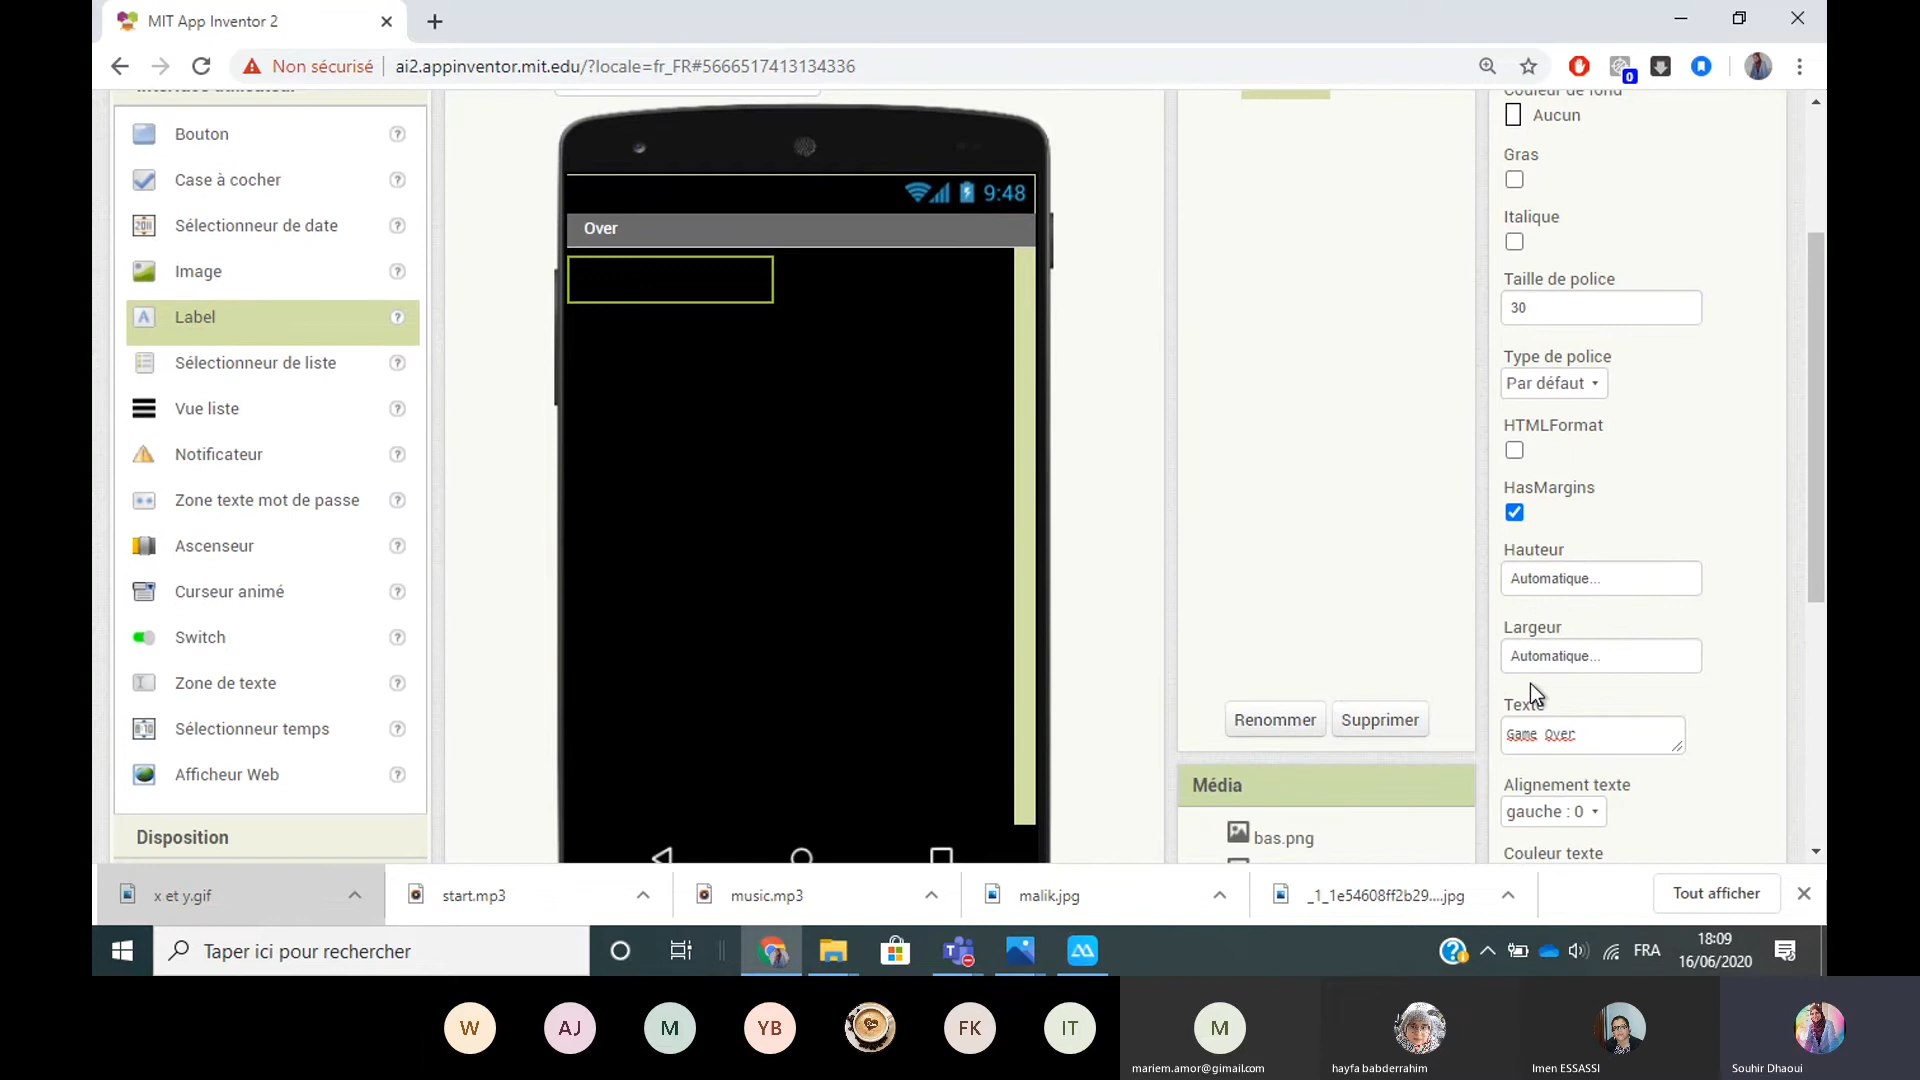 MIT App Inventor 2
Non sécurisé
ai2.appinventor.mit.edu/?locale=fr_FR#5666517413134336
0
Interface utilisateur
Bouton ?
Case à cocher ?
Sélectionneur de date ?
Image ?
Label ?
Sélectionneur de liste ?
Vue liste ?
Notificateur ?
Zone texte mot de passe ?
Ascenseur ?
Curseur animé ?
Switch ?
Zone de texte ?
Sélectionneur temps ?
Afficheur Web ?
Disposition
9:48
Over
Renommer
Supprimer
Média
bas.png
Couleur de fond
Aucun
Gras
Italique
Taille de police
30
Type de police
Par défaut
HTMLFormat
HasMargins
Hauteur
Automatique...
Largeur
Automatique...
Texte
Game Over
Alignement texte
gauche : 0
Couleur texte
x et y.gif
start.mp3
music.mp3
malik.jpg
_1_1e54608ff2b29....jpg
Tout afficher
Taper ici pour rechercher
FRA
18:09
16/06/2020
W
AJ
M
YB
FK
IT
M
mariem.amor@gimail.com
hayfa babderrahim
Imen ESSASSI
Souhir Dhaoui